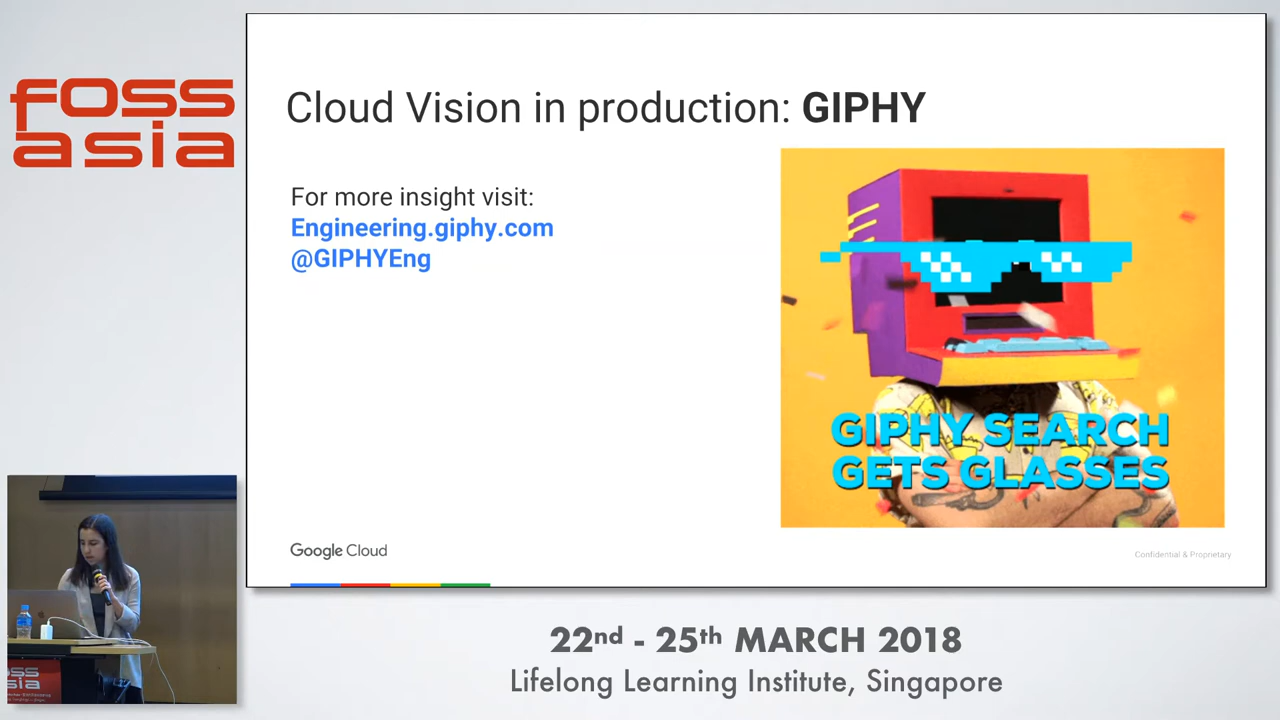 foss
asia
Cloud Vision in production: GIPHY
For more insight visit:
Engineering.giphy.com
@GIPHYEng
GIPHY SEARCH
GETS GLASSES
Google Cloud
Confidential & Proprietary
22nd - 25th MARCH 2018
Lifelong Learning Institute, Singapore